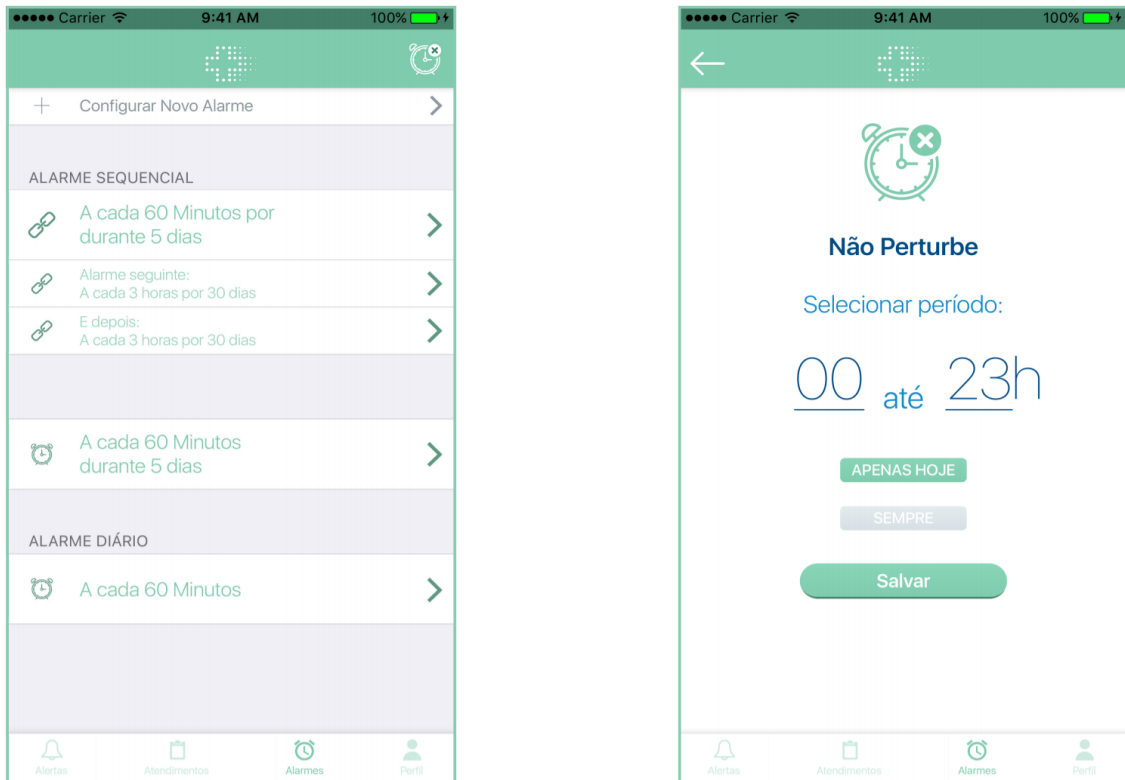 Carrier 9:41 AM 100%
Configurar Novo Alarme
ALARME SEQUENCIAL
A cada 60 Minutos por
durante 5 dias
Alarme seguinte:
A cada 3 horas por 30 dias
E depois:
A cada 3 horas por 30 dias
A cada 60 Minutos
durante 5 dias
ALARME DIÁRIO
A cada 60 Minutos
Alertas Atendimentos Alarmes Perfil
Carrier 9:41 AM 100%
Não Perturbe
Selecionar período:
00 até 23h
APENAS HOJE
SEMPRE
Salvar
Alertas Atendimentos Alarmes Perfil